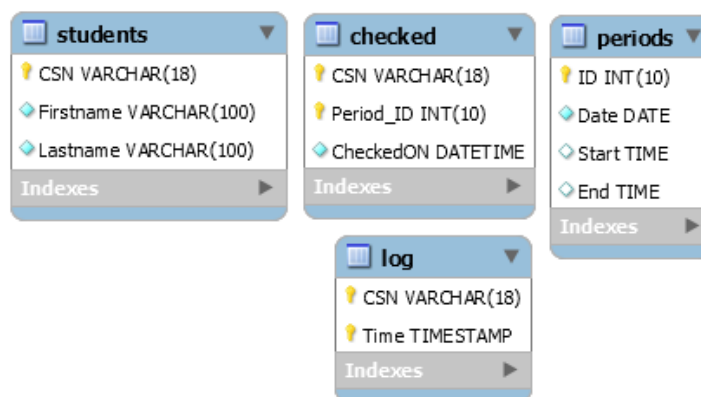 students
CSN VARCHAR(18)
Firstname VARCHAR(100)
Lastname VARCHAR(100)
Indexes
checked
CSN VARCHAR(18)
Period_ID INT(10)
CheckedON DATETIME
Indexes
periods
ID INT(10)
Date DATE
Start TIME
End TIME
Indexes
log
CSN VARCHAR(18)
Time TIMESTAMP
Indexes